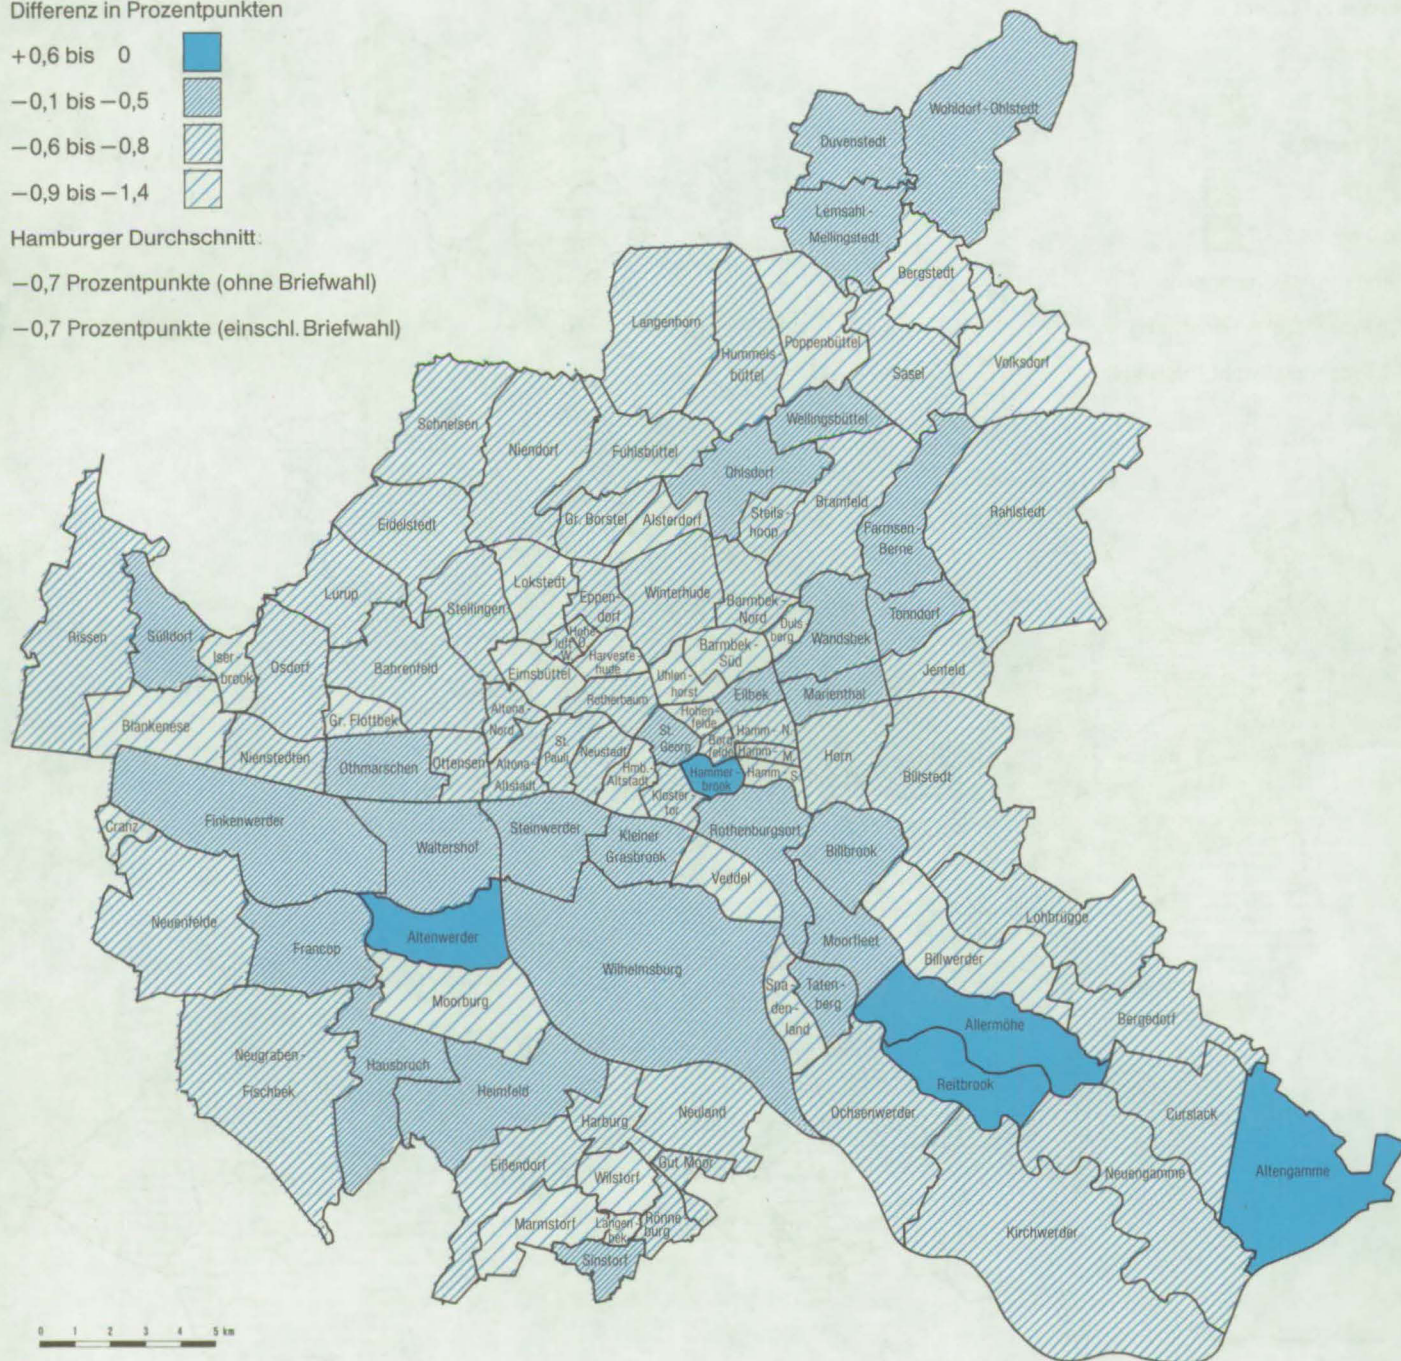 Differenz in Prozentpunkten
+0,6 bis 0
−0,1 bis −0,5
−0,6 bis −0,8
−0,9 bis −1,4
Hamburger Durchschnitt:
−0,7 Prozentpunkte (ohne Briefwahl)
−0,7 Prozentpunkte (einschl. Briefwahl)
Wohldorf-Ohlstedt
Duvenstedt
Lemsahl-
Mellingstedt
Bergstedt
Langenhorn
Hummels-
büttel
Poppenbüttel
Sasel
Volksdorf
Schnelsen
Niendorf
Fuhlsbüttel
Wellingsbüttel
Ohlsdorf
Bramfeld
Farmsen-
Berne
Rahlstedt
Eidelstedt
Gr. Borstel
Alsterdorf
Steils-
hoop
Lurup
Stellingen
Lokstedt
Eppen-
dorf
Winterhude
Barmbek-
Nord
Duls-
berg
Wandsbek
Tonndorf
Rissen
Sülldorf
Iser-
brook
Osdorf
Bahrenfeld
Eimsbüttel
Hohe-
luft
O.
W.
Harveste-
hude
Barmbek-
Süd
Uhlen-
horst
Eilbek
Marienthal
Jenfeld
Blankenese
Gr. Flottbek
Altona-
Nord
Rotherbaum
Hohen-
felde
Hamm-N.
Nienstedten
Othmarschen
Ottensen
Altona-
Altstadt
St.
Pauli
Neustadt
Hmb.-
Altstadt
St.
Georg
Borg-
felde
Hamm-
M.
Hamm-
S.
Horn
Billstedt
Hammer-
brook
Kloster-
tor
Cranz
Finkenwerder
Waltershof
Steinwerder
Kleiner
Grasbrook
Rothenburgsort
Billbrook
Veddel
Neuenfelde
Francop
Altenwerder
Wilhelmsburg
Moorfleet
Lohbrügge
Billwerder
Moorburg
Spa-
den-
land
Taten-
berg
Allermöhe
Bergedorf
Neugraben-
Fischbek
Hausbruch
Heimfeld
Reitbrook
Harburg
Neuland
Ochsenwerder
Curslack
Eißendorf
Wilstorf
Gut Moor
Neuengamme
Altengamme
Marmstorf
Langen-
bek
Rönne-
burg
Kirchwerder
Sinstorf
0 1 2 3 4 5 km